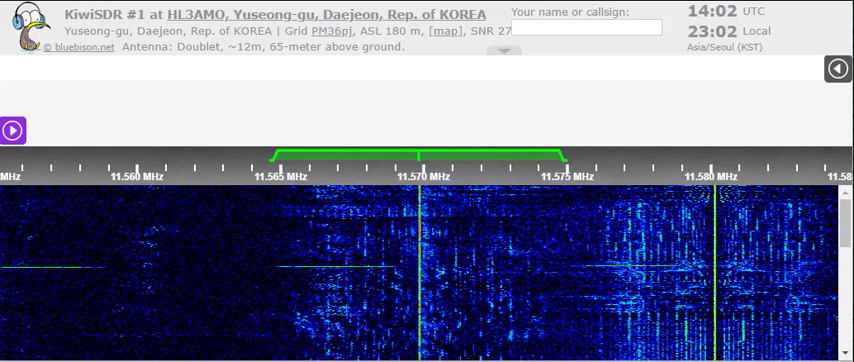 KiwiSDR #1 at HL3AMO, Yuseong-gu, Daejeon, Rep. of KOREA
Yuseong-gu, Daejeon, Rep. of KOREA | Grid PM36pj, ASL 180 m, [map], SNR 27
© bluebison.net Antenna: Doublet, ~12m, 65-meter above ground.
Your name or callsign:
14:02 UTC
23:02 Local
Asia/Seoul (KST)
MHz 11.560 MHz 11.565 MHz 11.570 MHz 11.575 MHz 11.580 MHz 11.58